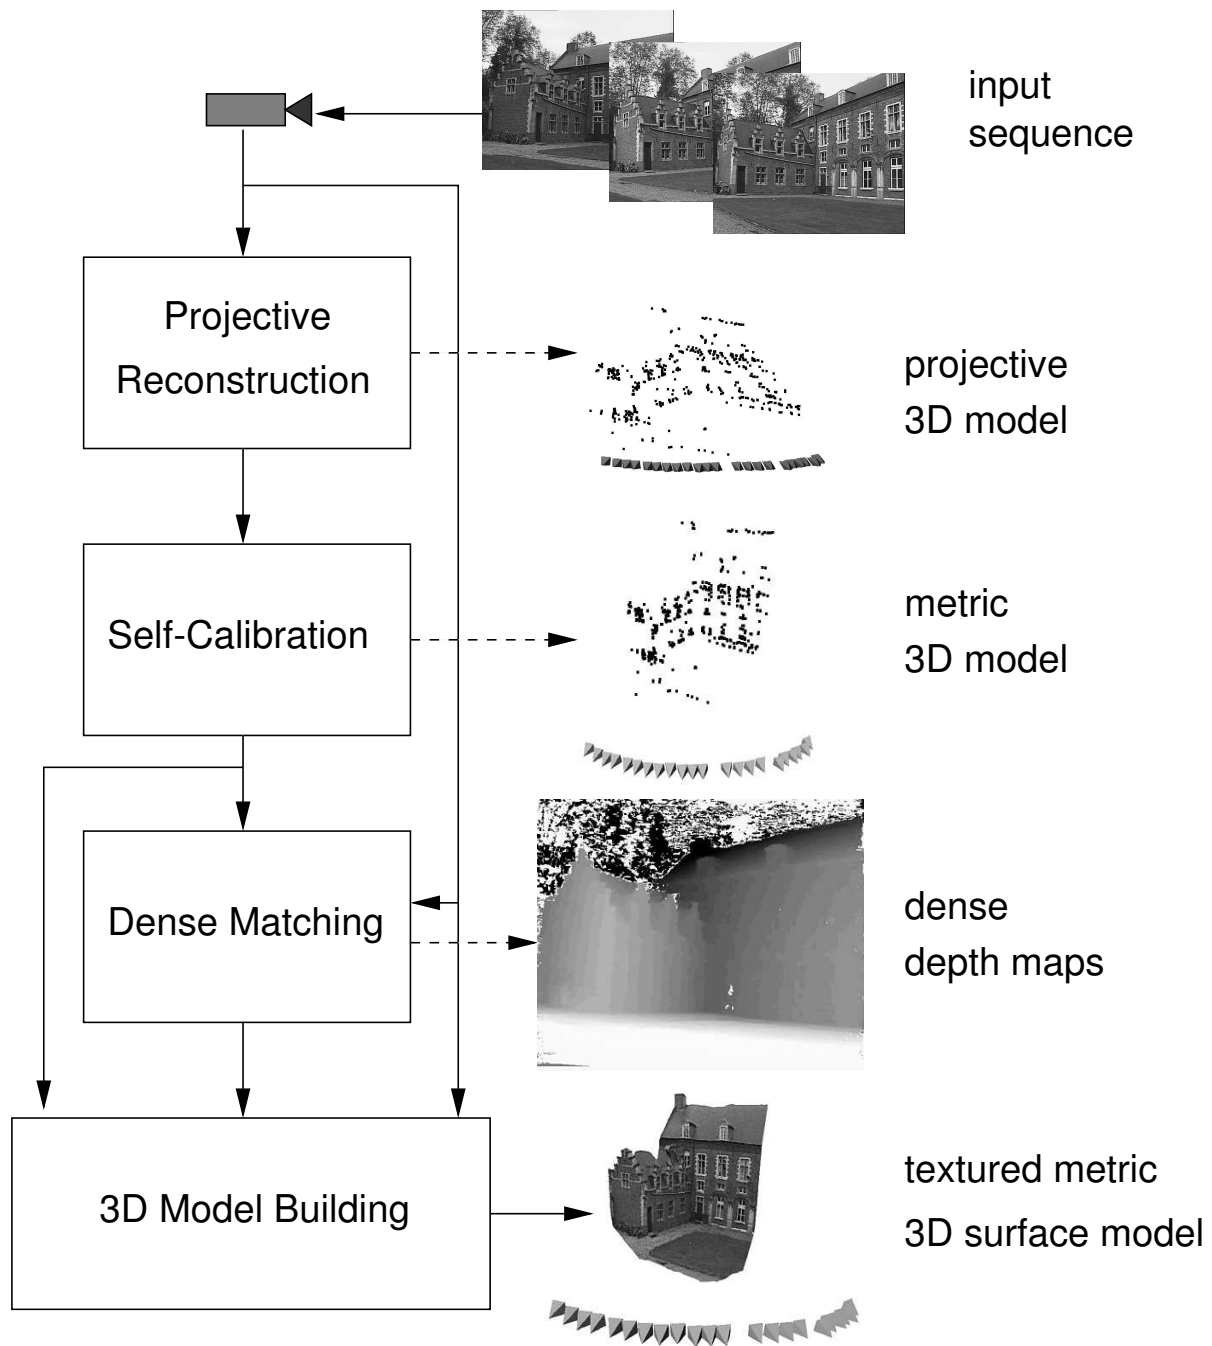 input
sequence
Projective
Reconstruction
projective
3D model
Self-Calibration
metric
3D model
Dense Matching
dense
depth maps
3D Model Building
textured metric
3D surface model